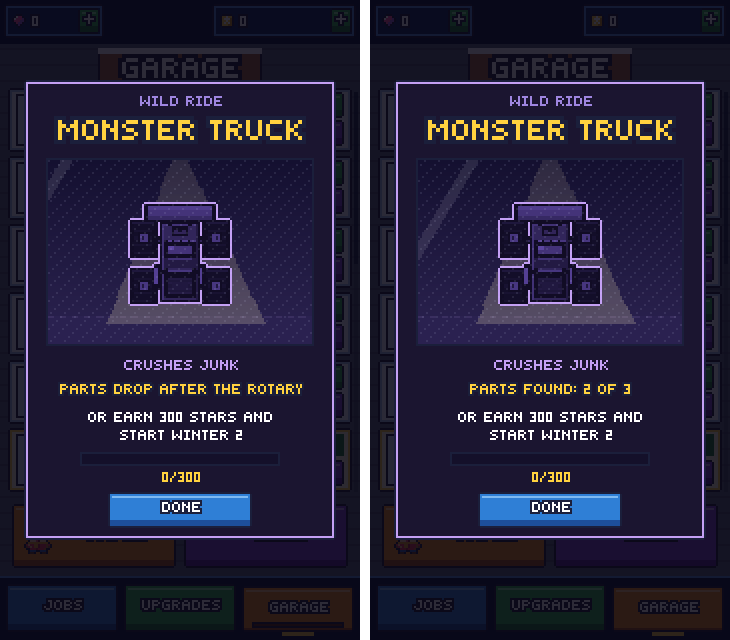 0 + 0 +
GARAGE
WILD RIDE
MONSTER TRUCK
CRUSHES JUNK
PARTS DROP AFTER THE ROTARY
OR EARN 300 STARS AND
START WINTER 2
0/300
DONE
JOBS UPGRADES GARAGE
0 + 0 +
GARAGE
WILD RIDE
MONSTER TRUCK
CRUSHES JUNK
PARTS FOUND: 2 OF 3
OR EARN 300 STARS AND
START WINTER 2
0/300
DONE
JOBS UPGRADES GARAGE